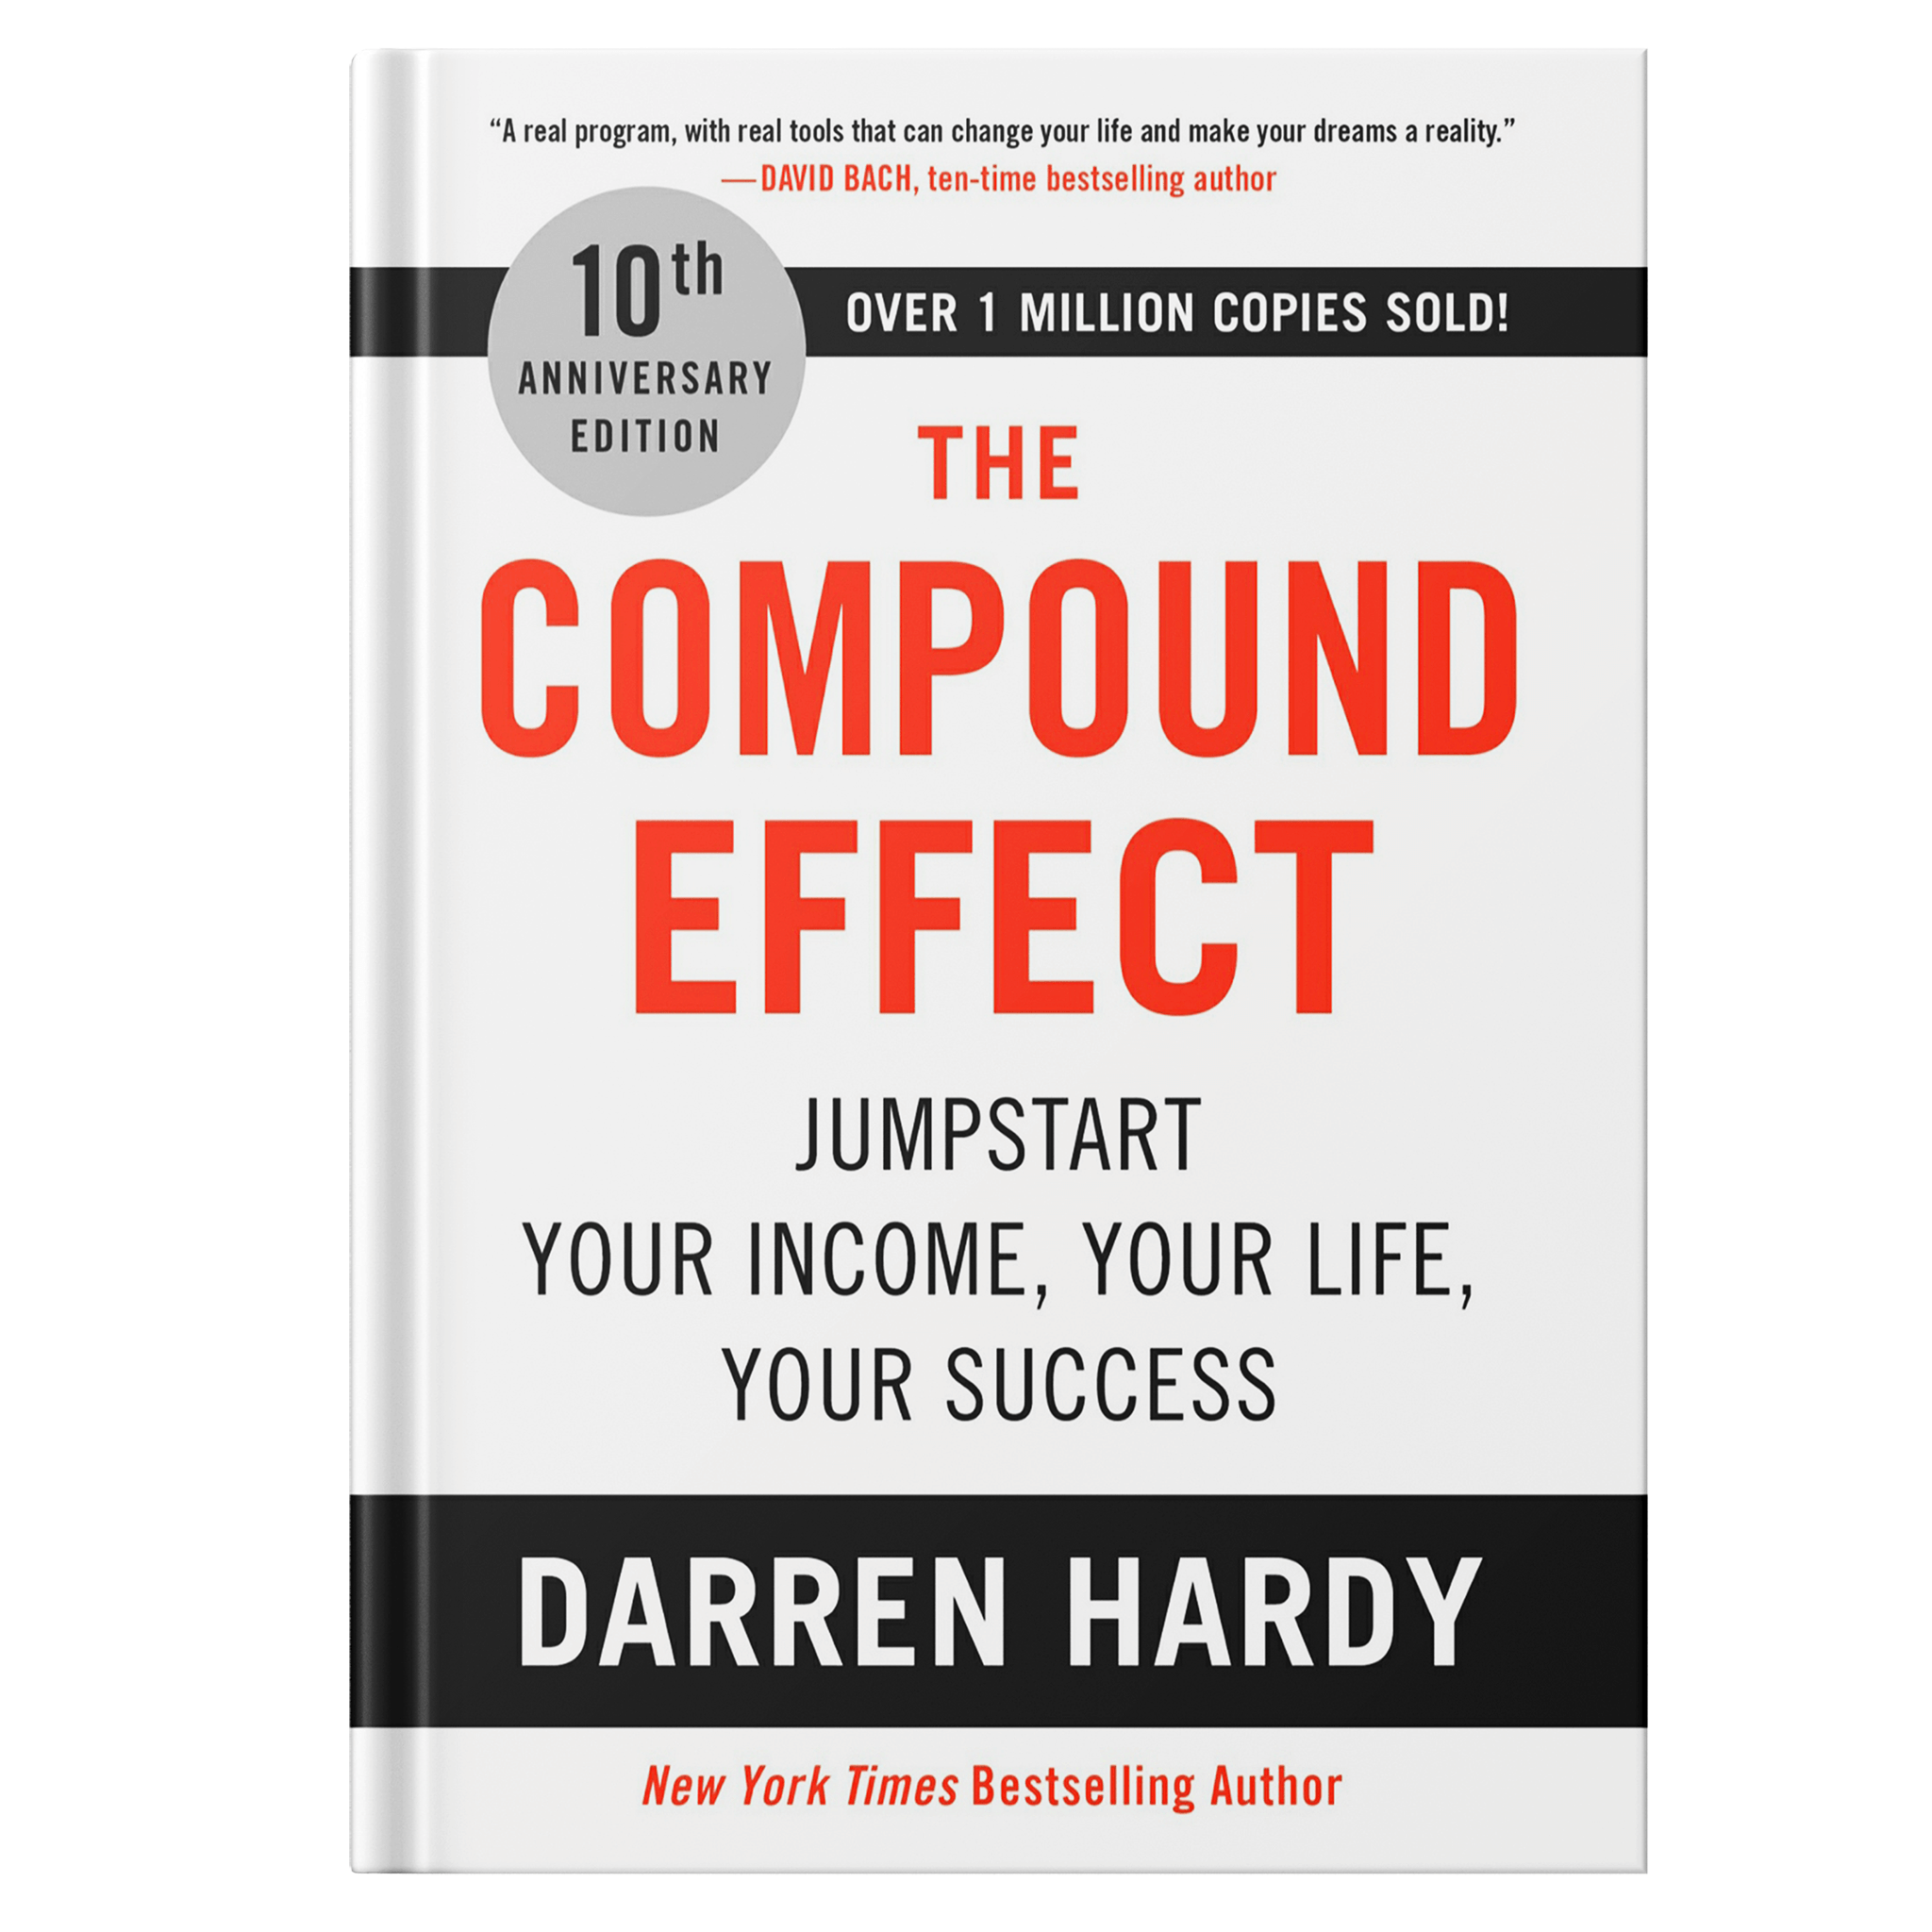 “A real program, with real tools that can change your life and make your dreams a reality.”
—DAVID BACH, ten-time bestselling author
10th
ANNIVERSARY
EDITION
OVER 1 MILLION COPIES SOLD!
THE
COMPOUND
EFFECT
JUMPSTART
YOUR INCOME, YOUR LIFE,
YOUR SUCCESS
DARREN HARDY
New York Times Bestselling Author